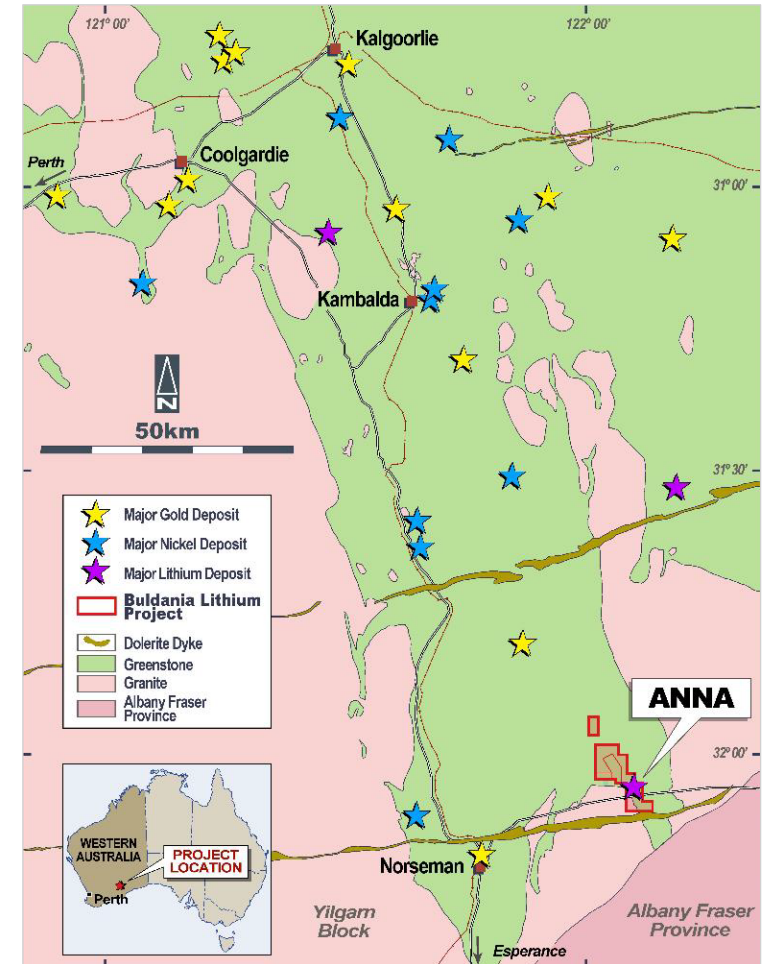 121° 00'
122° 00'
Kalgoorlie
Perth
Coolgardie
31° 00'
Kambalda
N
50km
31° 30'
Major Gold Deposit
Major Nickel Deposit
Major Lithium Deposit
Buldania Lithium
Project
Dolerite Dyke
Greenstone
Granite
Albany Fraser
Province
ANNA
32° 00'
WESTERN
AUSTRALIA
PROJECT
LOCATION
Perth
Norseman
Yilgarn
Block
Albany Fraser
Province
Esperance